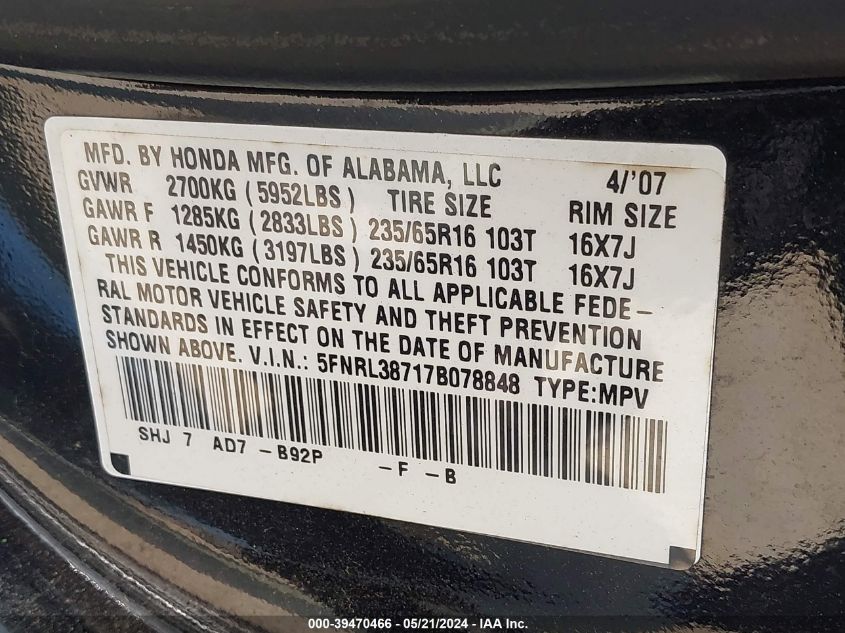 MFD. BY HONDA MFG. OF ALABAMA, LLC 4/'07
GVWR 2700KG (5952LBS) TIRE SIZE RIM SIZE
GAWR F 1285KG (2833LBS) 235/65R16 103T 16X7J
GAWR R 1450KG (3197LBS) 235/65R16 103T 16X7J
THIS VEHICLE CONFORMS TO ALL APPLICABLE FEDE-
RAL MOTOR VEHICLE SAFETY AND THEFT PREVENTION
STANDARDS IN EFFECT ON THE DATE OF MANUFACTURE
SHOWN ABOVE. V.I.N.: 5FNRL38717B078848 TYPE:MPV
SHJ 7 AD7 -B92P -F -B
000-39470466 - 05/21/2024 - IAA Inc.